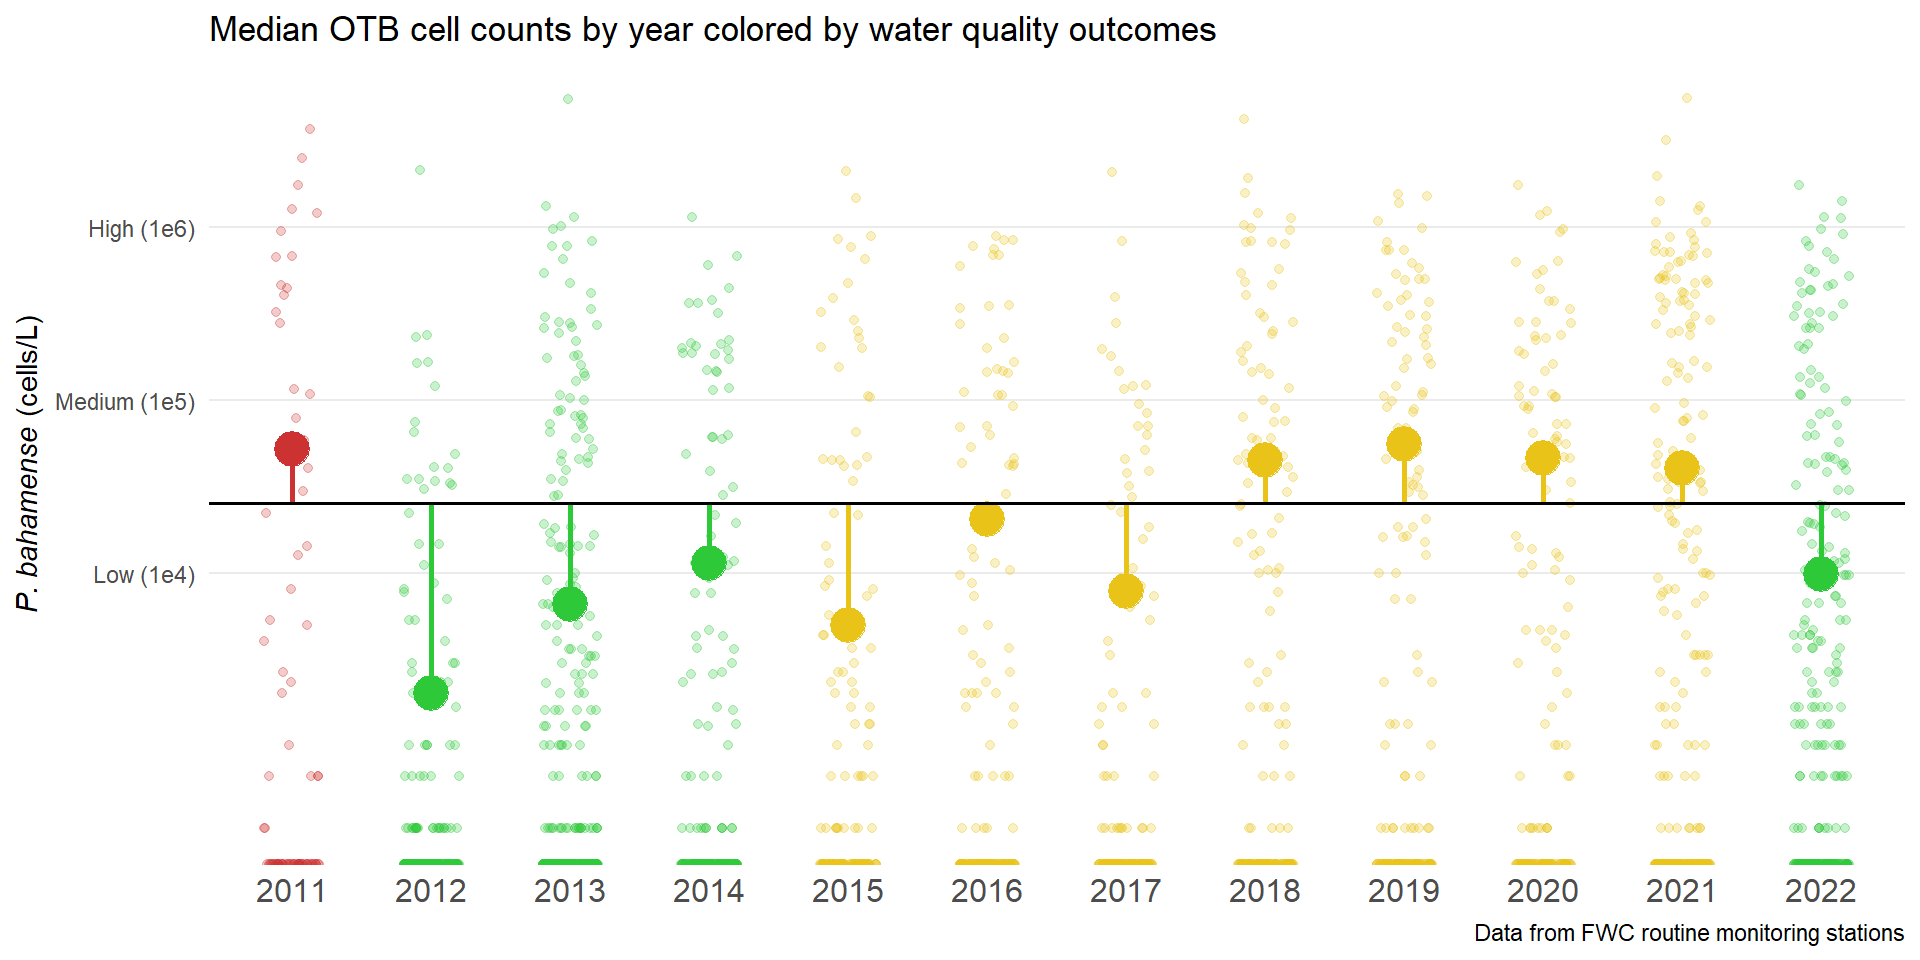 Median OTB cell counts by year colored by water quality outcomes
P. bahamense (cells/L)
High (1e6)
Medium (1e5)
Low (1e4)
2011 2012 2013 2014 2015 2016 2017 2018 2019 2020 2021 2022
Data from FWC routine monitoring stations